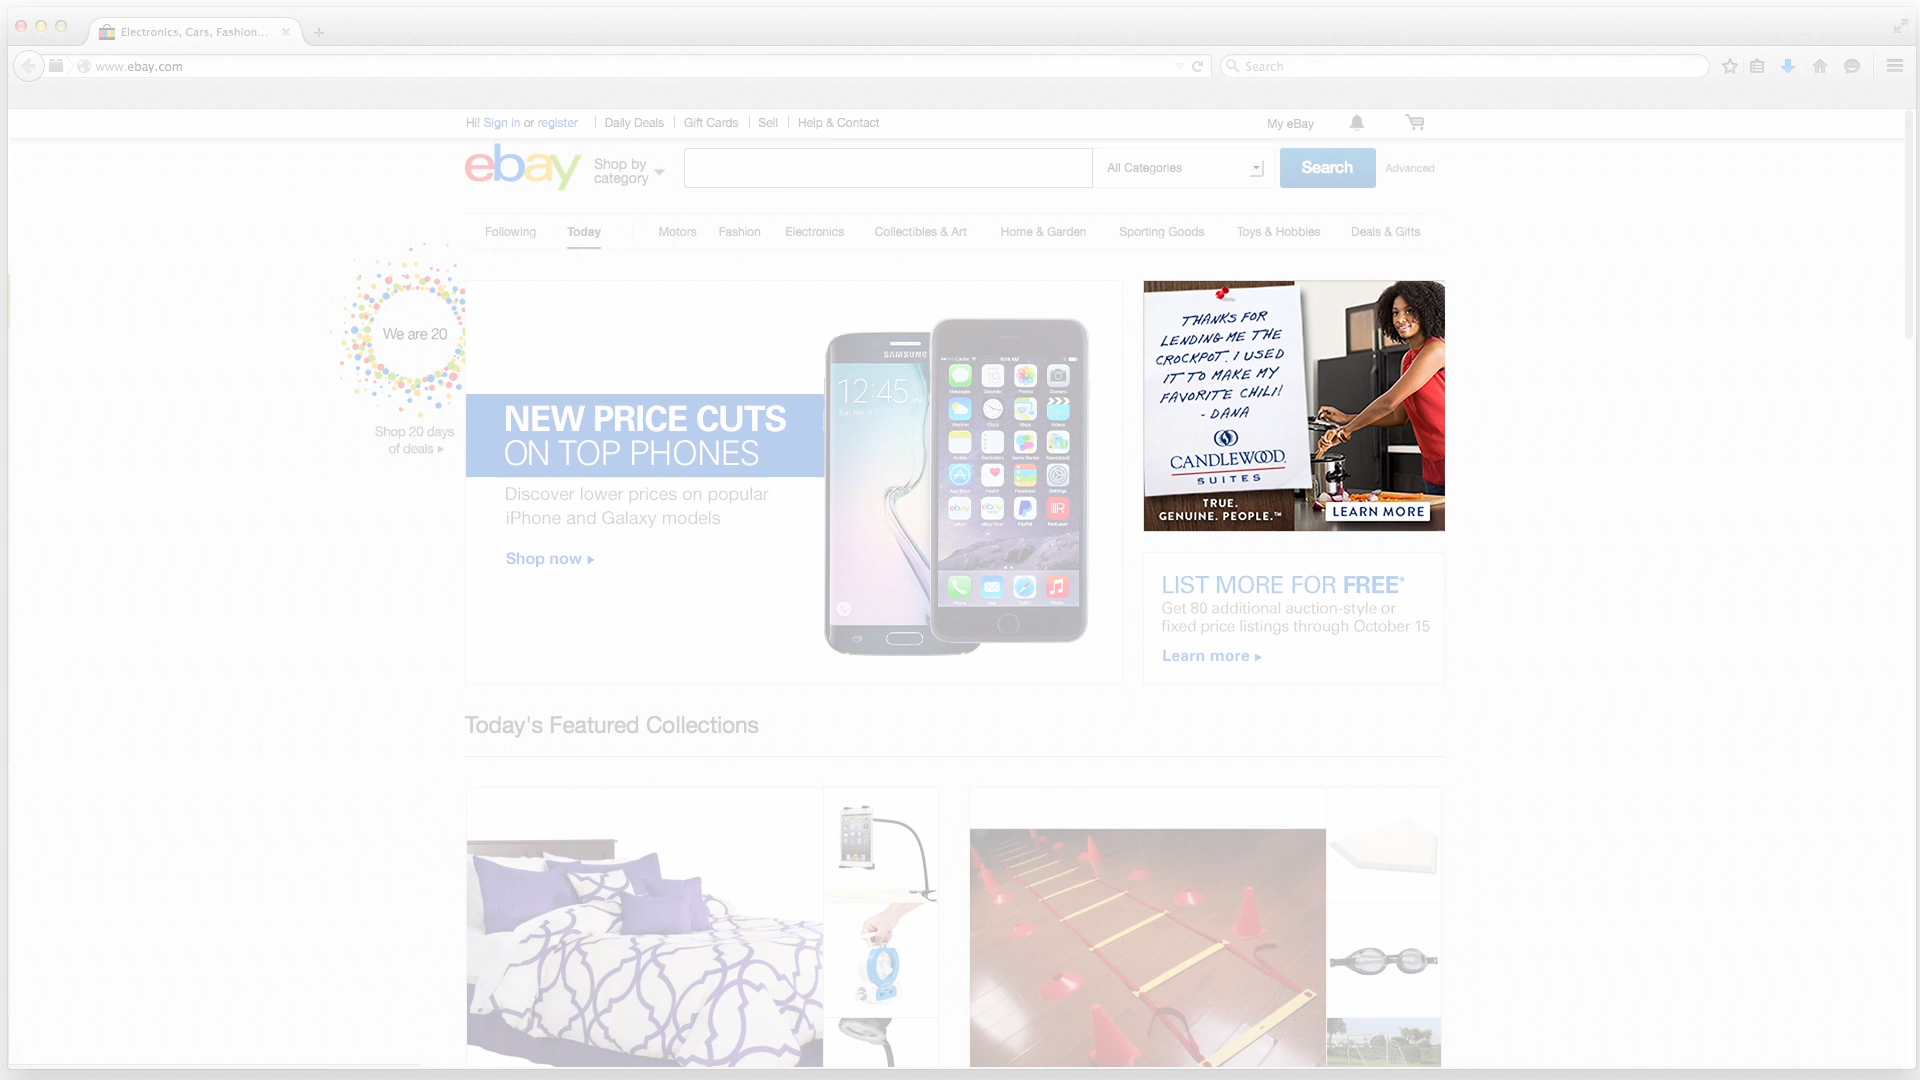 Electronics, Cars, Fashion...
www.ebay.com
Search
Hi! Sign in or register
Daily Deals
Gift Cards
Sell
Help & Contact
My eBay
ebay
Shop by
category
All Categories
Search
Advanced
Following
Today
Motors
Fashion
Electronics
Collectibles & Art
Home & Garden
Sporting Goods
Toys & Hobbies
Deals & Gifts
We are 20
Shop 20 days
of deals
NEW PRICE CUTS
ON TOP PHONES
Discover lower prices on popular
iPhone and Galaxy models
Shop now
SAMSUNG
12:45
THANKS FOR
LENDING ME THE
CROCKPOT. I USED
IT TO MAKE MY
FAVORITE CHILI!
- DANA
CANDLEWOOD
SUITES
TRUE.
GENUINE. PEOPLE.™
LEARN MORE
LIST MORE FOR FREE*
Get 80 additional auction-style or
fixed price listings through October 15
Learn more
Today's Featured Collections